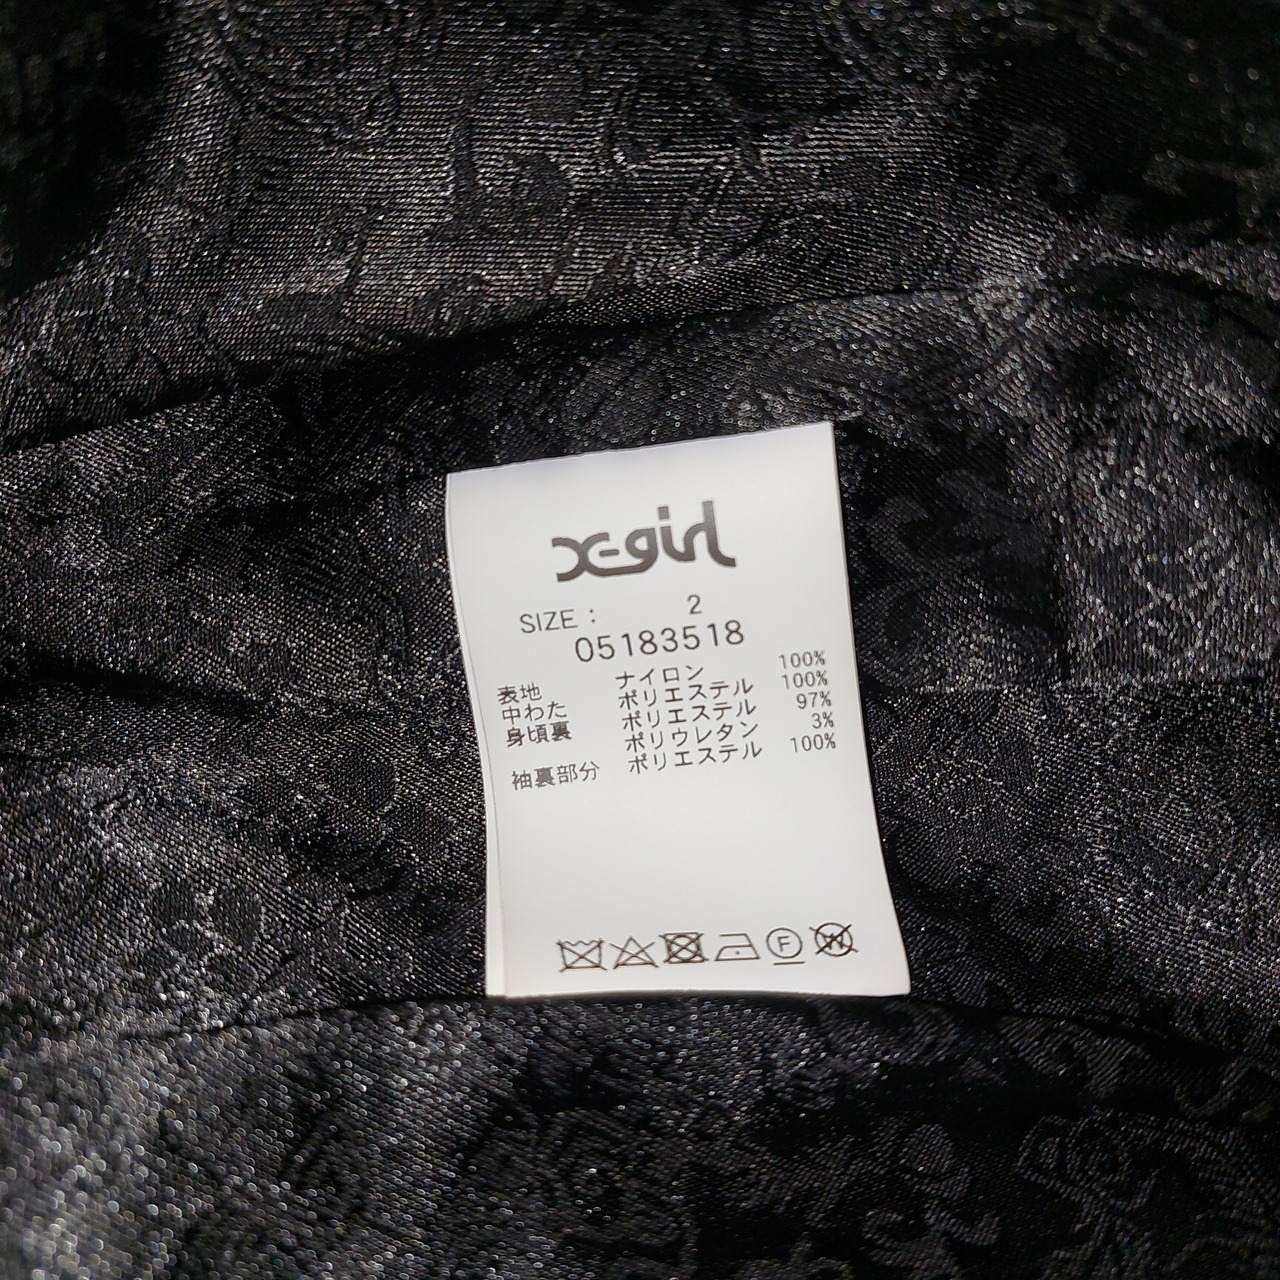 X-girl
SIZE : 2
05183518
表地 ナイロン 100%
中わた ポリエステル 100%
身頃裏 ポリエステル 97%
ポリウレタン 3%
袖裏部分 ポリエステル 100%
F W